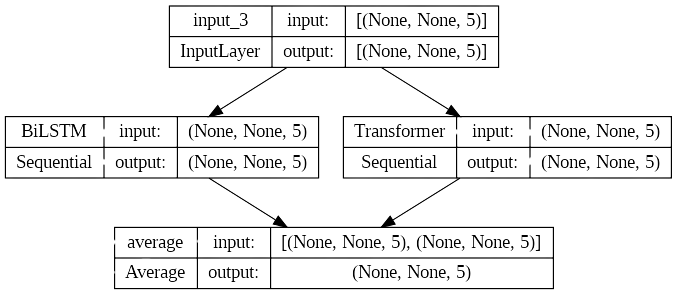 input_3 input: [(None, None, 5)]
InputLayer output: [(None, None, 5)]
BiLSTM input: (None, None, 5)
Sequential output: (None, None, 5)
Transformer input: (None, None, 5)
Sequential output: (None, None, 5)
average input: [(None, None, 5), (None, None, 5)]
Average output: (None, None, 5)